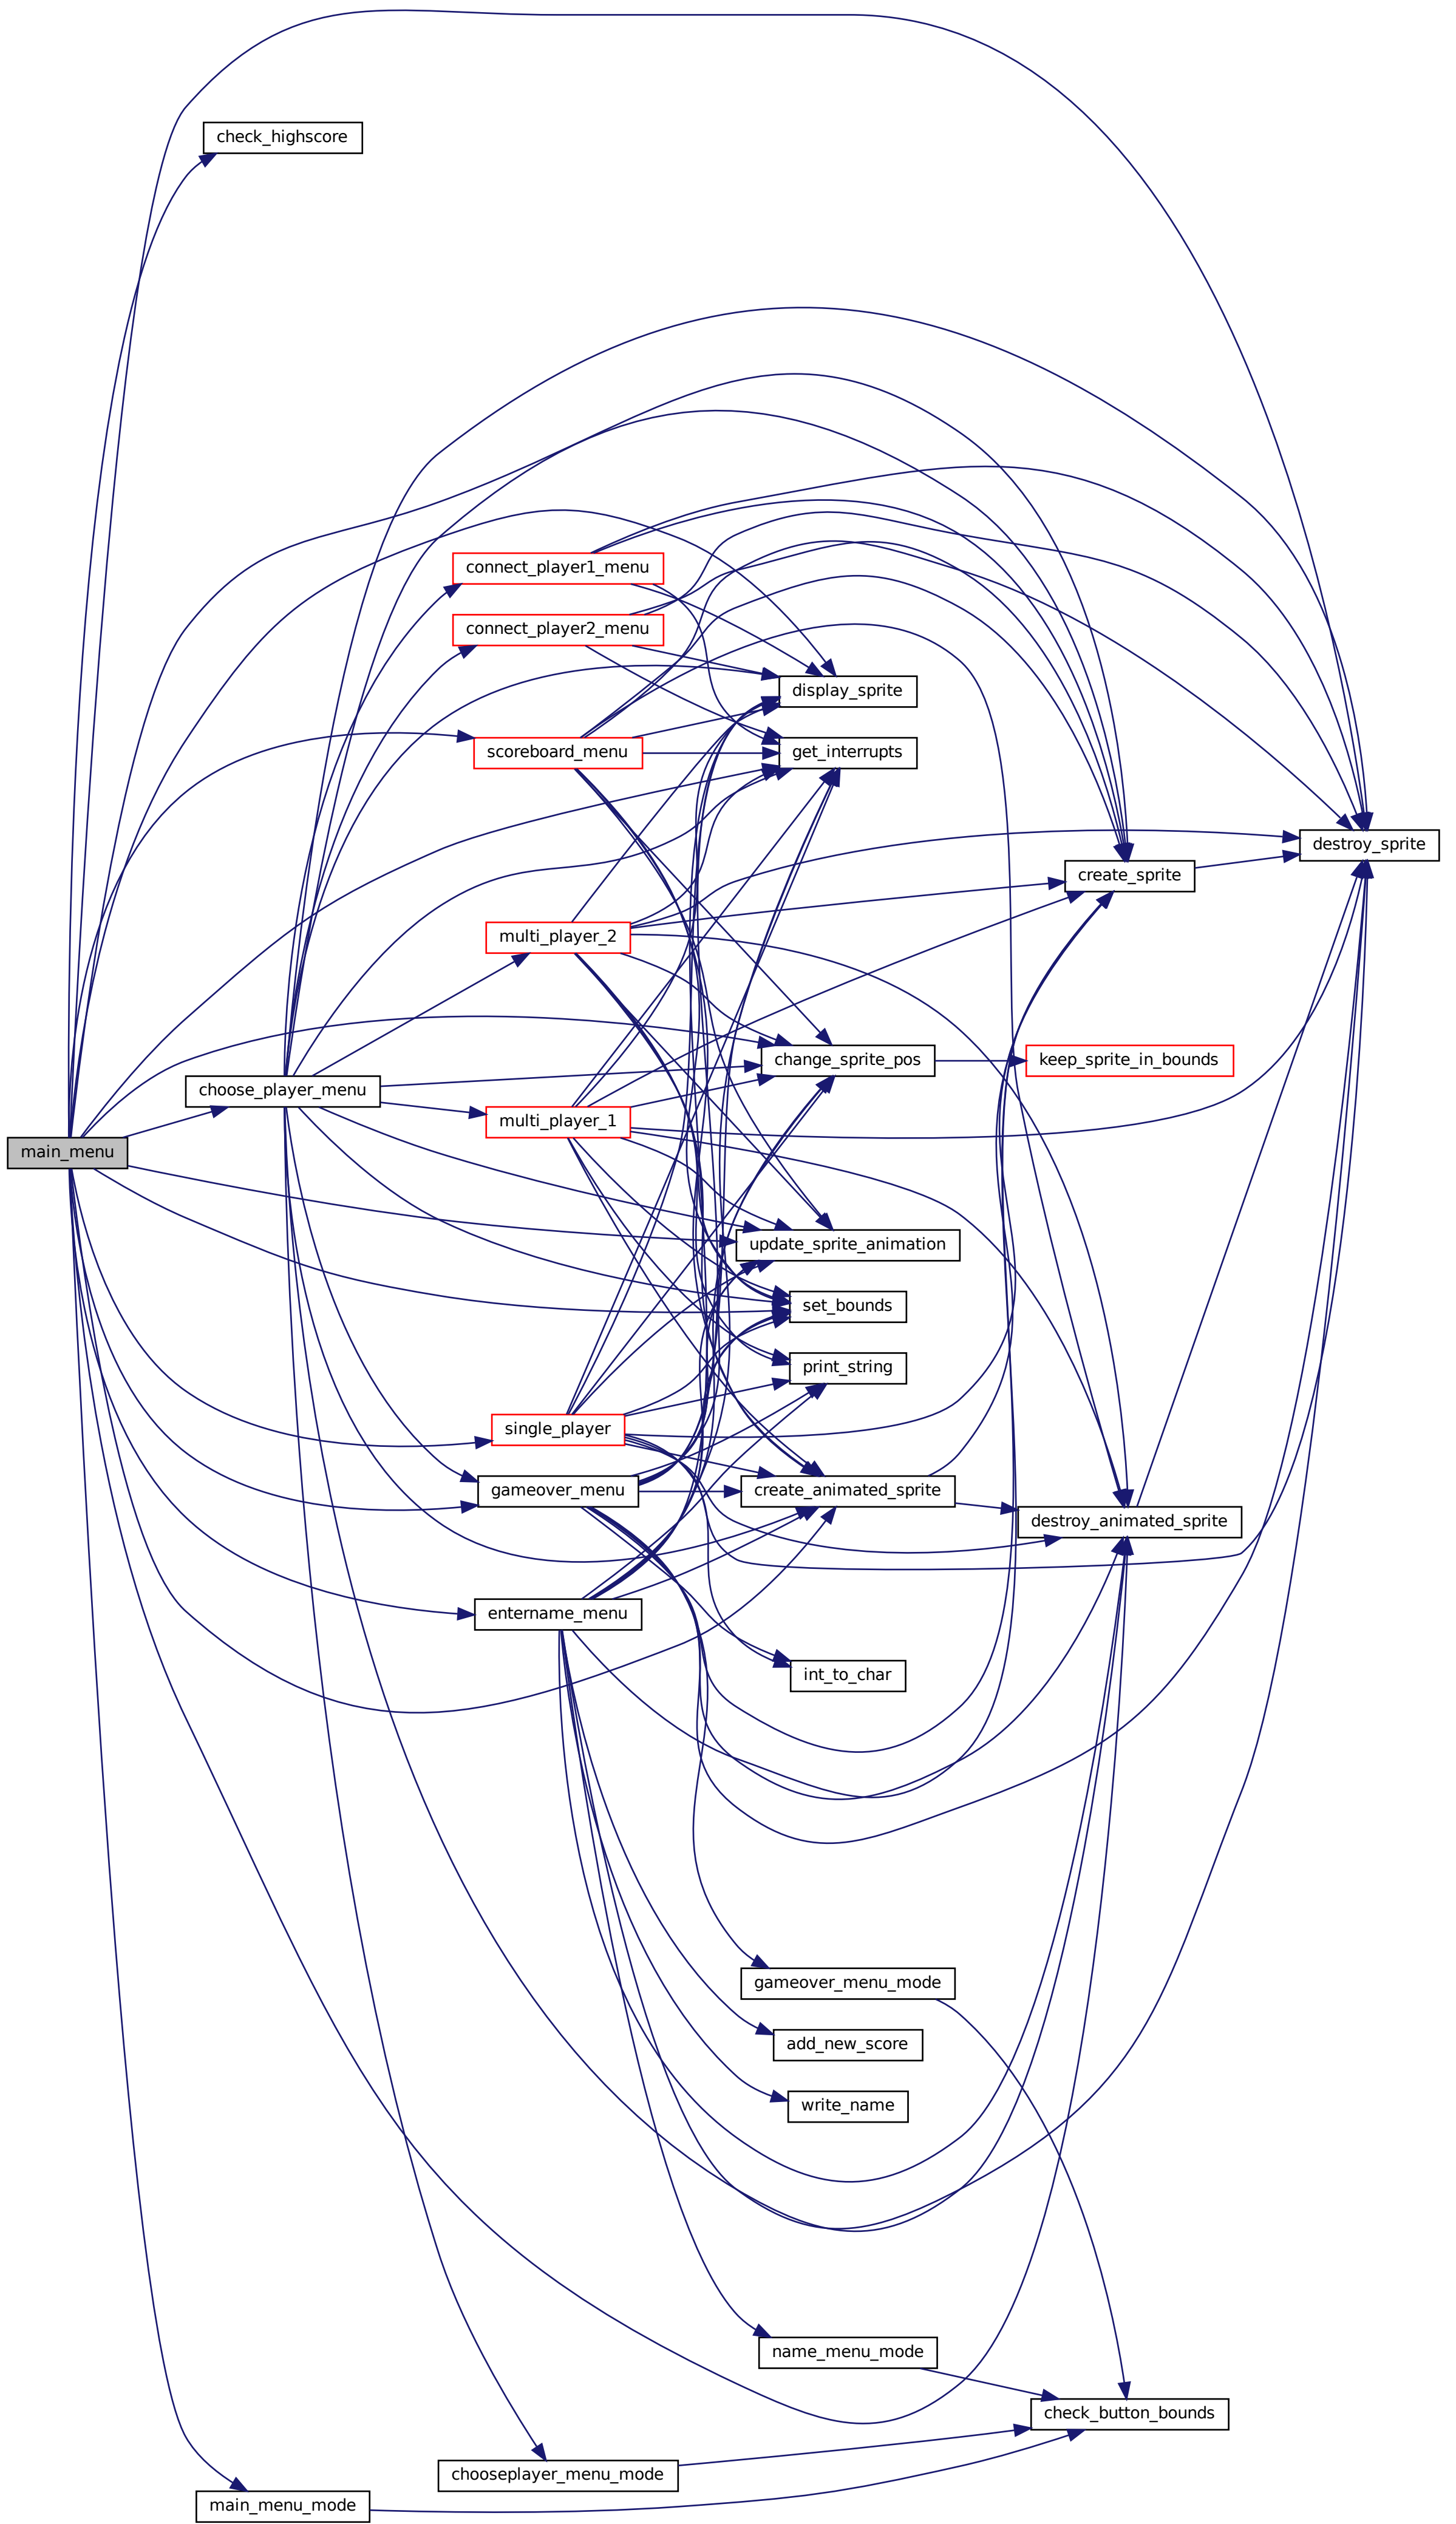 check_highscore
connect_player1_menu
connect_player2_menu
display_sprite
scoreboard_menu
get_interrupts
destroy_sprite
create_sprite
multi_player_2
change_sprite_pos
keep_sprite_in_bounds
choose_player_menu
multi_player_1
main_menu
update_sprite_animation
set_bounds
print_string
single_player
gameover_menu
create_animated_sprite
destroy_animated_sprite
entername_menu
int_to_char
gameover_menu_mode
add_new_score
write_name
name_menu_mode
check_button_bounds
chooseplayer_menu_mode
main_menu_mode